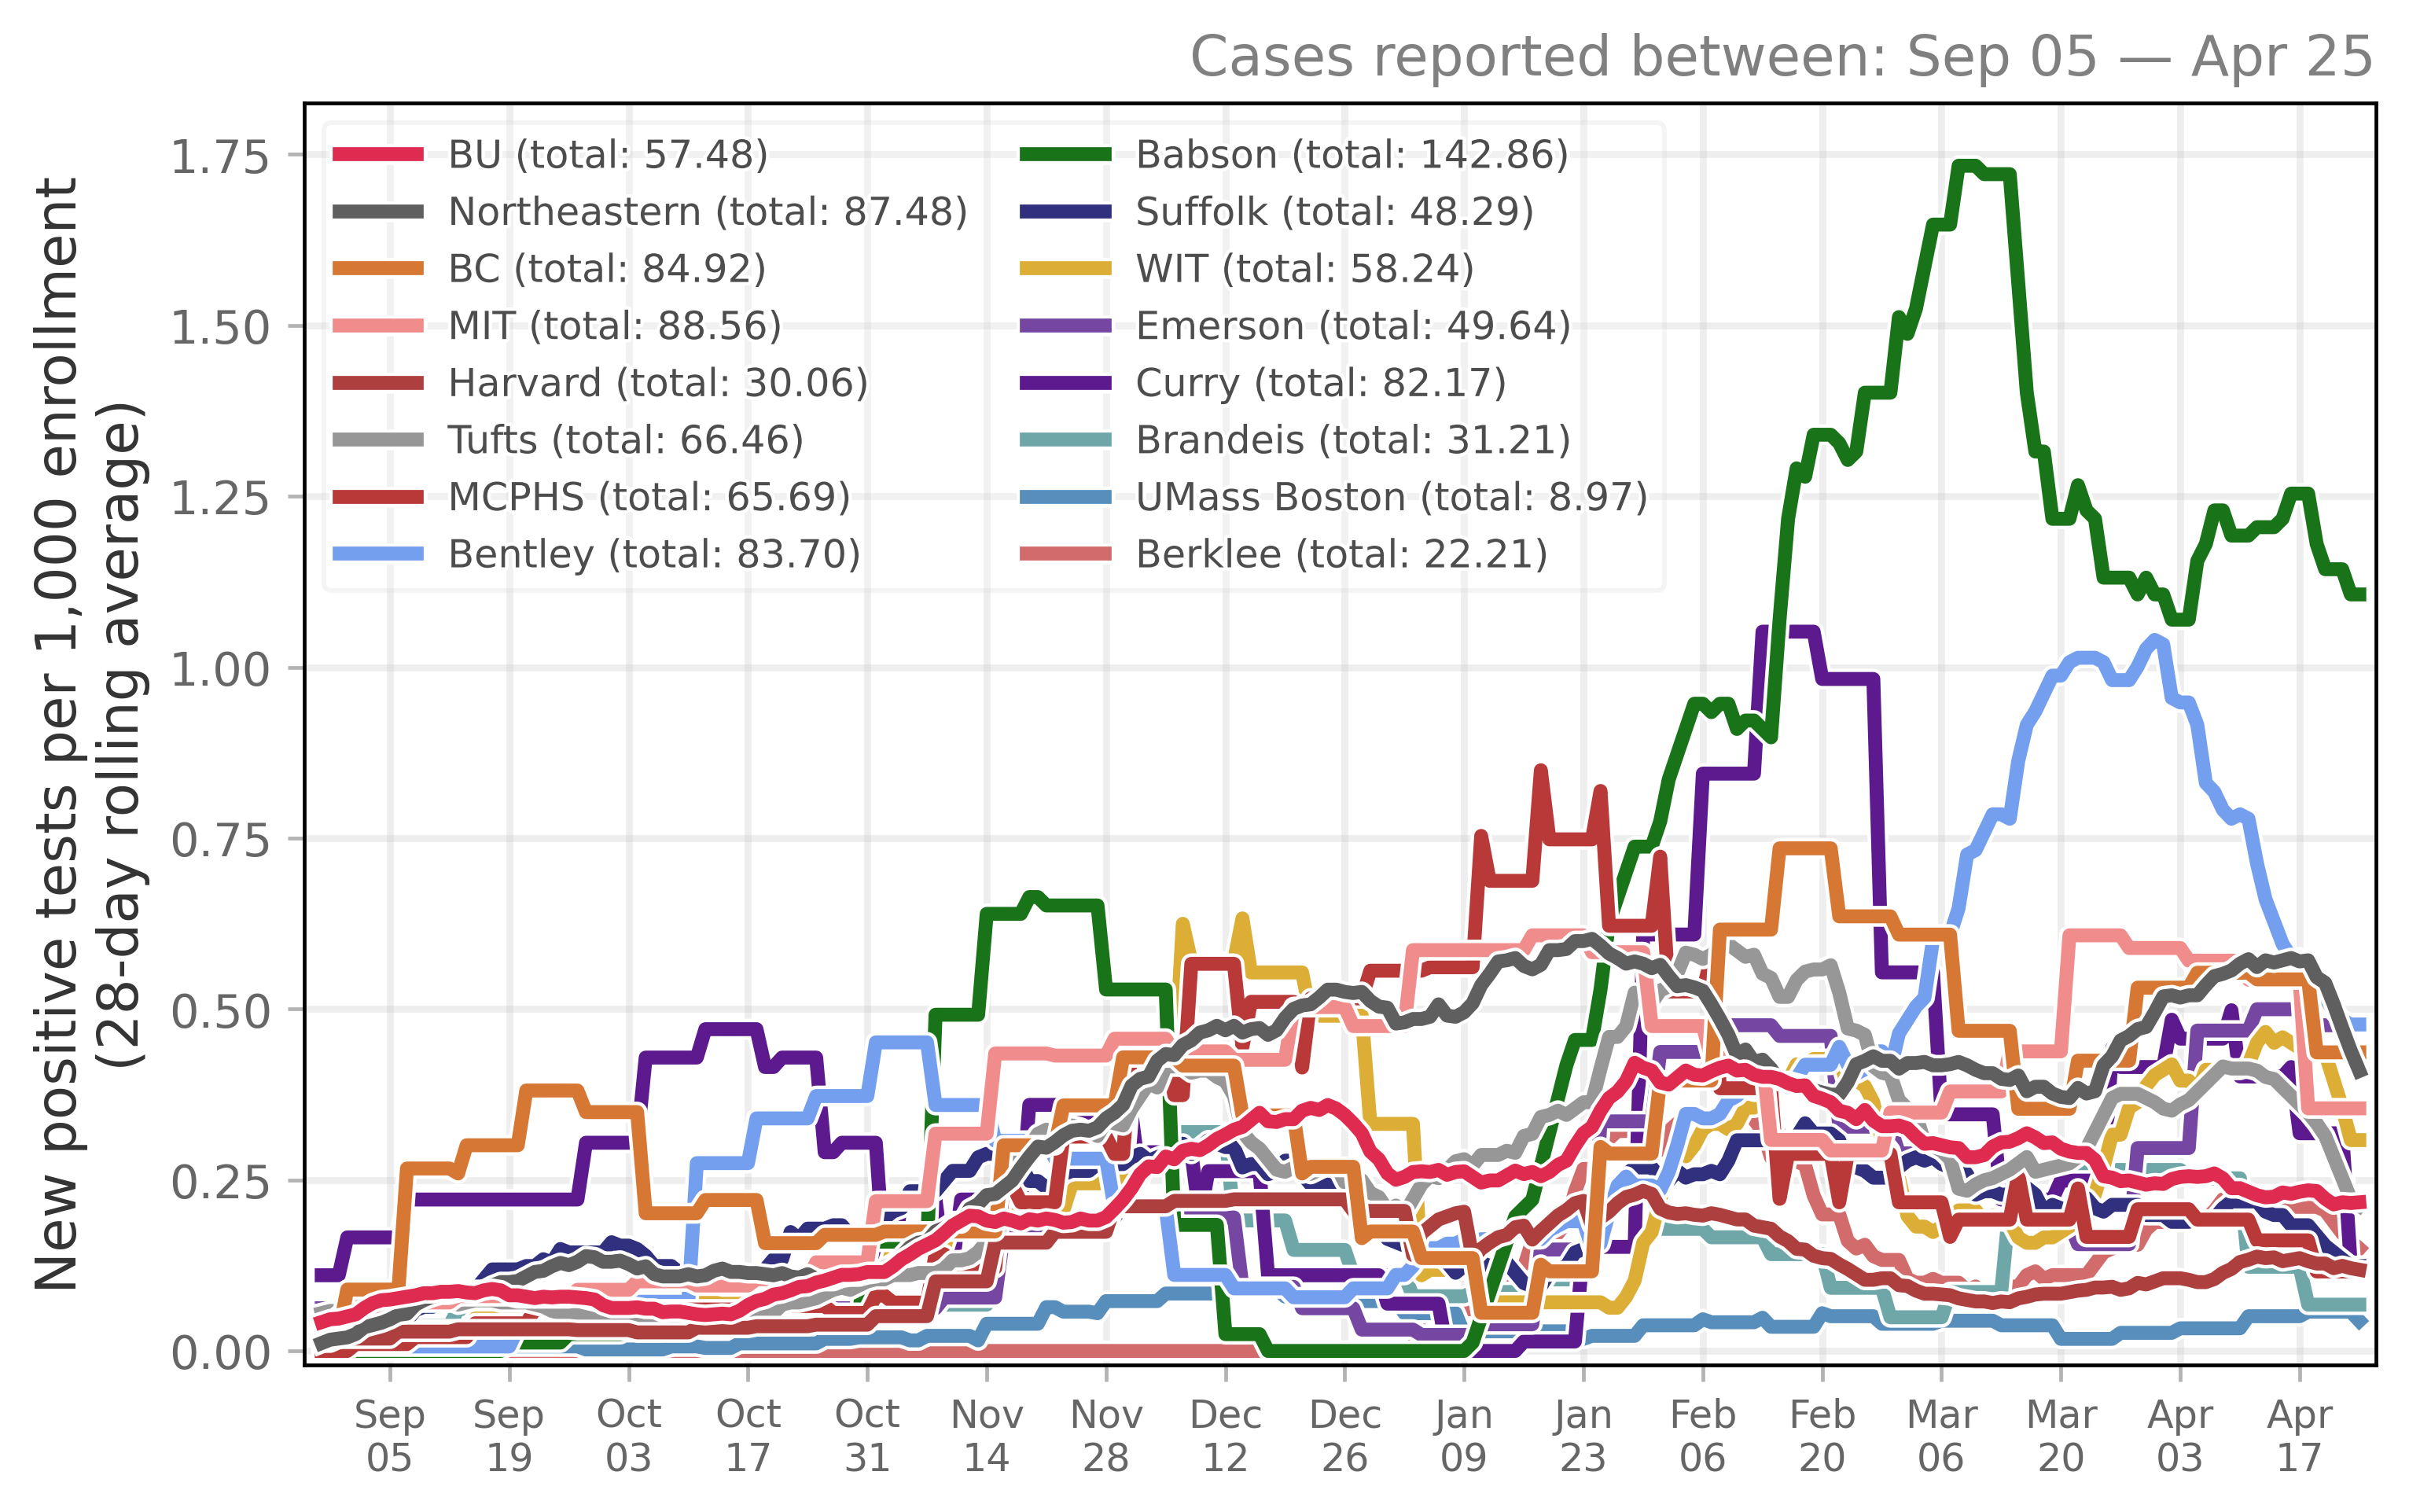 Cases reported between: Sep 05 — Apr 25
New positive tests per 1,000 enrollment
(28-day rolling average)
1.75
1.50
1.25
1.00
0.75
0.50
0.25
0.00
BU (total: 57.48)
Northeastern (total: 87.48)
BC (total: 84.92)
MIT (total: 88.56)
Harvard (total: 30.06)
Tufts (total: 66.46)
MCPHS (total: 65.69)
Bentley (total: 83.70)
Babson (total: 142.86)
Suffolk (total: 48.29)
WIT (total: 58.24)
Emerson (total: 49.64)
Curry (total: 82.17)
Brandeis (total: 31.21)
UMass Boston (total: 8.97)
Berklee (total: 22.21)
Sep Sep Oct Oct Oct Nov Nov Dec Dec Jan Jan Feb Feb Mar Mar Apr Apr
05 19 03 17 31 14 28 12 26 09 23 06 20 06 20 03 17